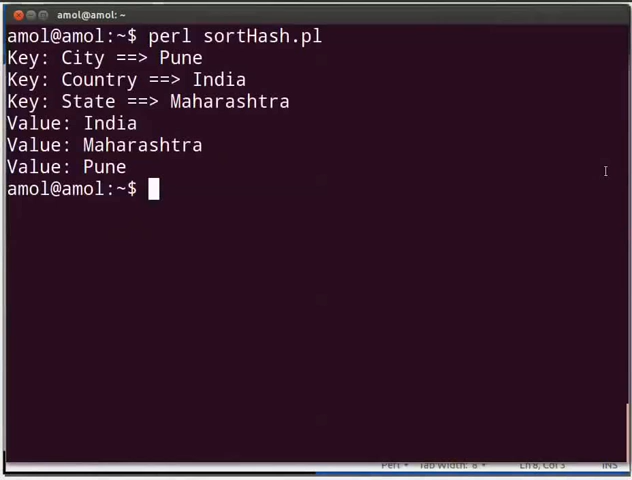 amol@amol: ~
amol@amol:~$ perl sortHash.pl
Key: City ==> Pune
Key: Country ==> India
Key: State ==> Maharashtra
Value: India
Value: Maharashtra
Value: Pune
amol@amol:~$
Perl Tab Width: 8 Ln 8, Col 3 INS